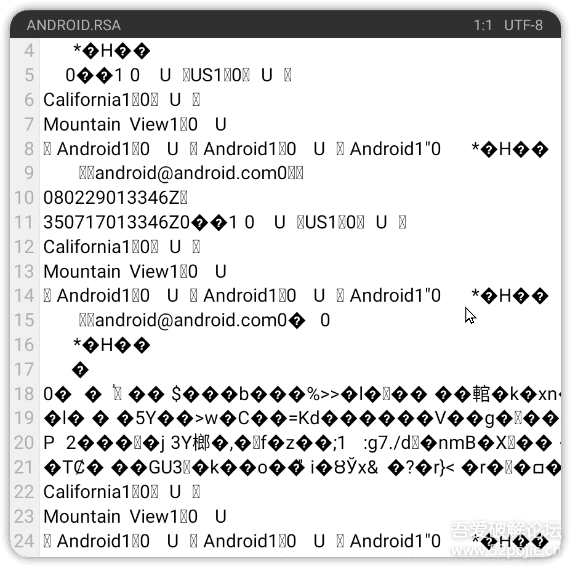 ANDROID.RSA 1:1 UTF-8
4 *�H��
5 0��1 0 U US10 U
6 California10 U
7 Mountain View10 U
8 Android10 U Android10 U Android1"0 *�H��
9 android@android.com0
10 080229013346Z
11 350717013346Z0��1 0 U US10 U
12 California10 U
13 Mountain View10 U
14 Android10 U Android10 U Android1"0 *�H��
15 android@android.com0� 0
16 *�H��
17 �
18 0� � �� $���b���%>>�I��� ��輨�k�xn
19 �I� � �5Y��>w�C��=Kd������V��g���
20 P 2����j 3Y榔�,�f�z��;1 :g7./d�nmB�X��
21 �TȻ� ��GU3�k��o�� i�8Ўx& �?�r}< �r���
22 California10 U
23 Mountain View10 U
24 Android10 U Android10 U Android1"0 *�H��
吾爱破解论坛
www.52pojie.cn